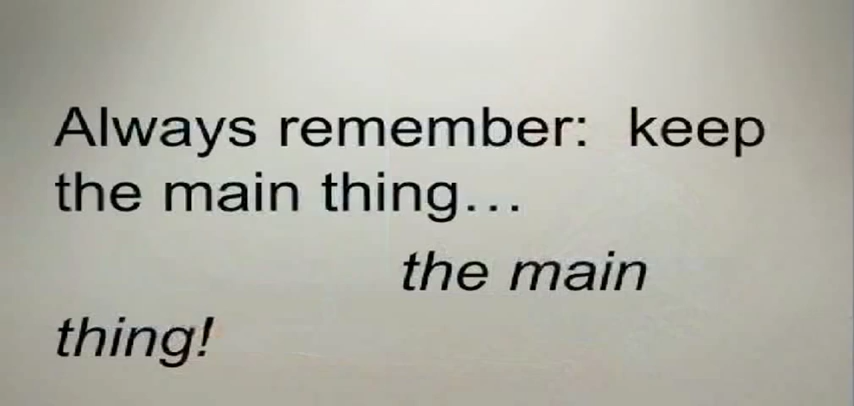 Always remember:  keep
the main thing…
the main
thing!